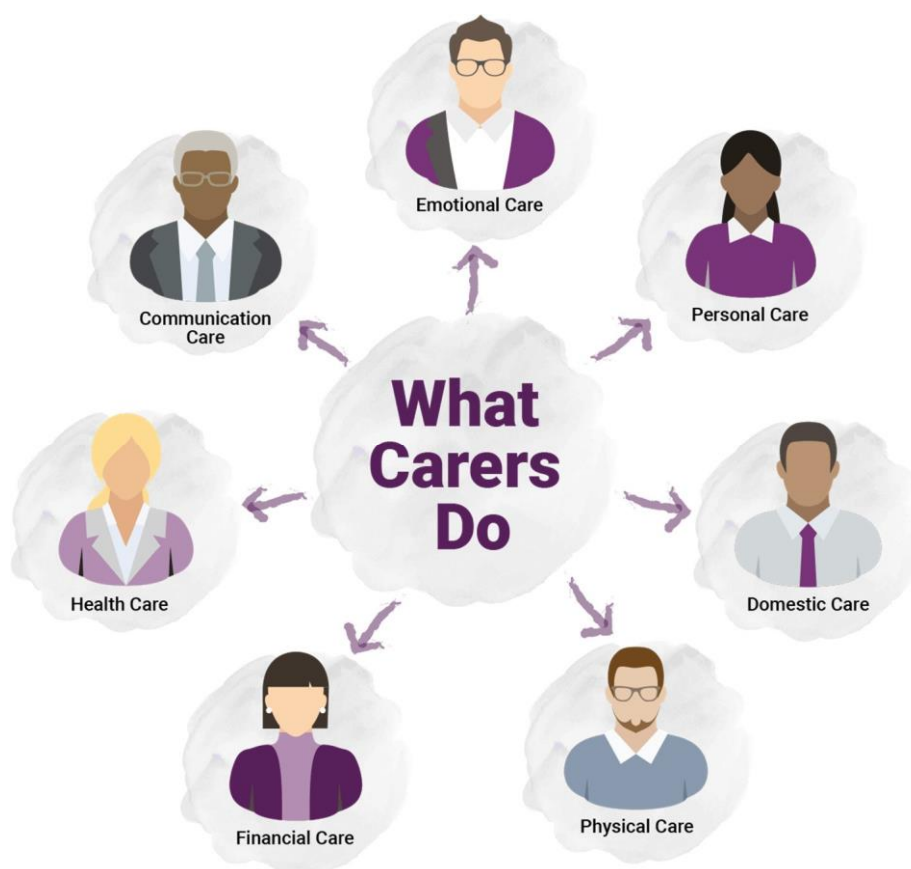 What
Carers
Do
Emotional Care
Personal Care
Domestic Care
Physical Care
Financial Care
Health Care
Communication
Care